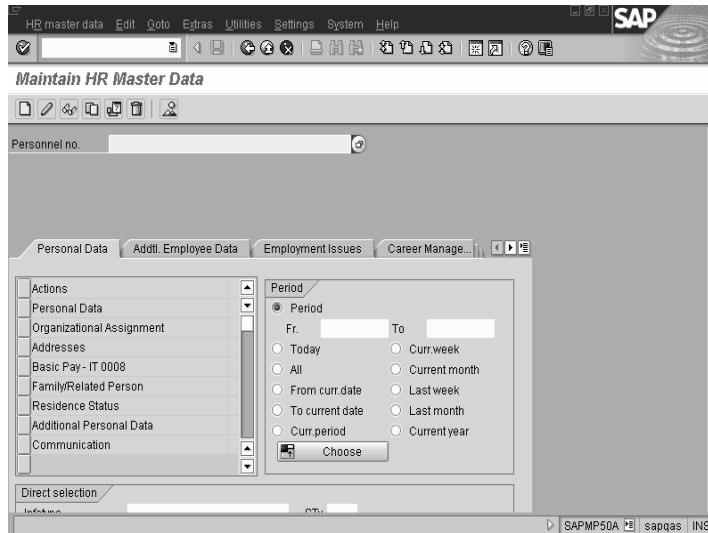 HR master data Edit Goto Extras Utilities Settings System Help
SAP
Maintain HR Master Data
Personnel no.
Personal Data Addtl. Employee Data Employment Issues Career Manage...
Actions
Personal Data
Organizational Assignment
Addresses
Basic Pay - IT 0008
Family/Related Person
Residence Status
Additional Personal Data
Communication
Period
Period
Fr. To
Today Curr.week
All Current month
From curr.date Last week
To current date Last month
Curr.period Current year
Choose
Direct selection
Infotype STy
SAPMP50A sapqas INS